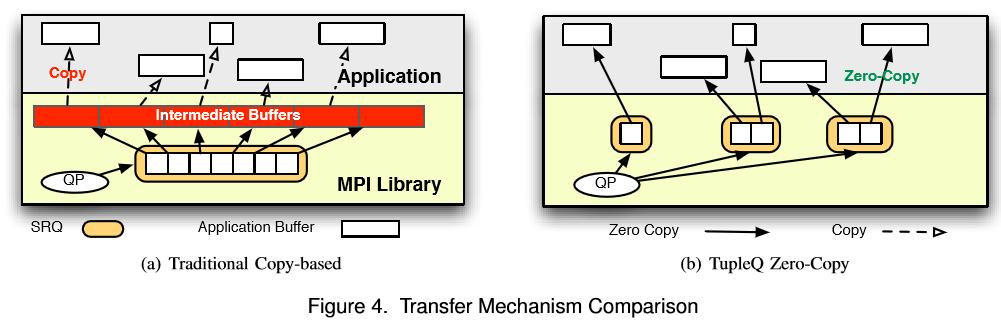 Copy
Application
Intermediate Buffers
QP
MPI Library
Zero-Copy
QP
SRQ
Application Buffer
Zero Copy
Copy
(a) Traditional Copy-based
(b) TupleQ Zero-Copy
Figure 4. Transfer Mechanism Comparison